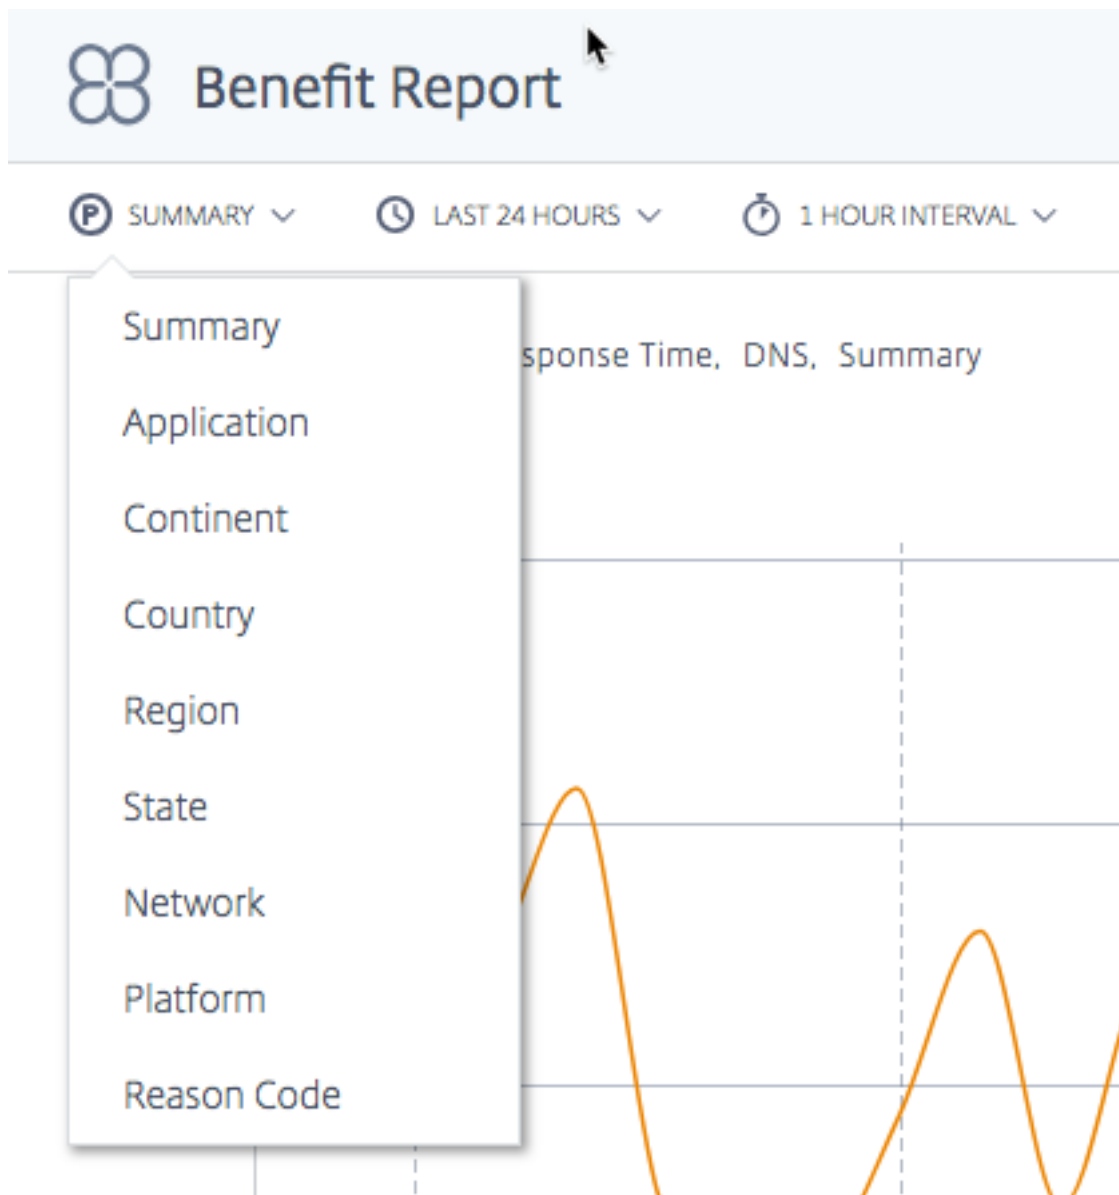 Benefit Report
P SUMMARY LAST 24 HOURS 1 HOUR INTERVAL
Summary
sponse Time, DNS, Summary
Application
Continent
Country
Region
State
Network
Platform
Reason Code